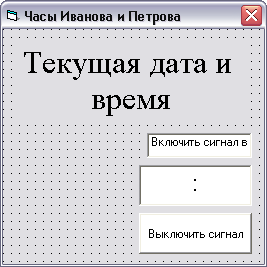 Часы Иванова и Петрова
Текущая дата и
время
Включить сигнал в
:
Выключить сигнал